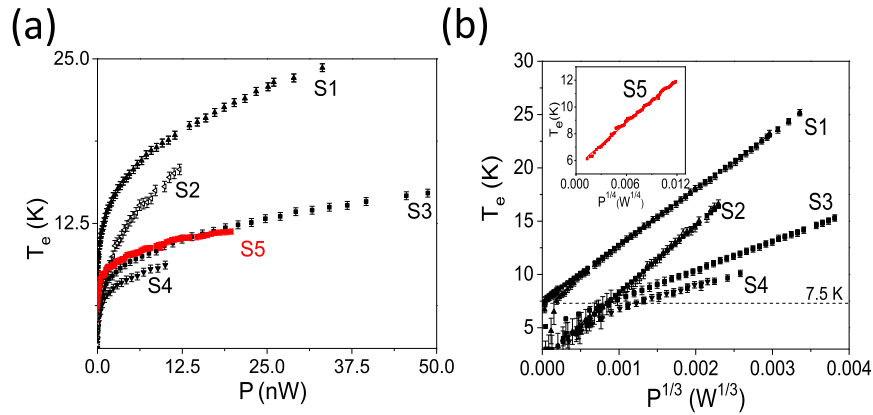 (a)
25.0
12.5
T_e (K)
S1
S2
S3
S5
S4
0.0 12.5 25.0 37.5 50.0
P (nW)
(b)
30
25
20
15
10
5
T_e (K)
12
10
8
6
T_e(K)
S5
0.000 0.006 0.012
P^{1/4}(W^{1/4})
S1
S2
S3
S4
7.5 K
0.000 0.001 0.002 0.003 0.004
P^{1/3} (W^{1/3})